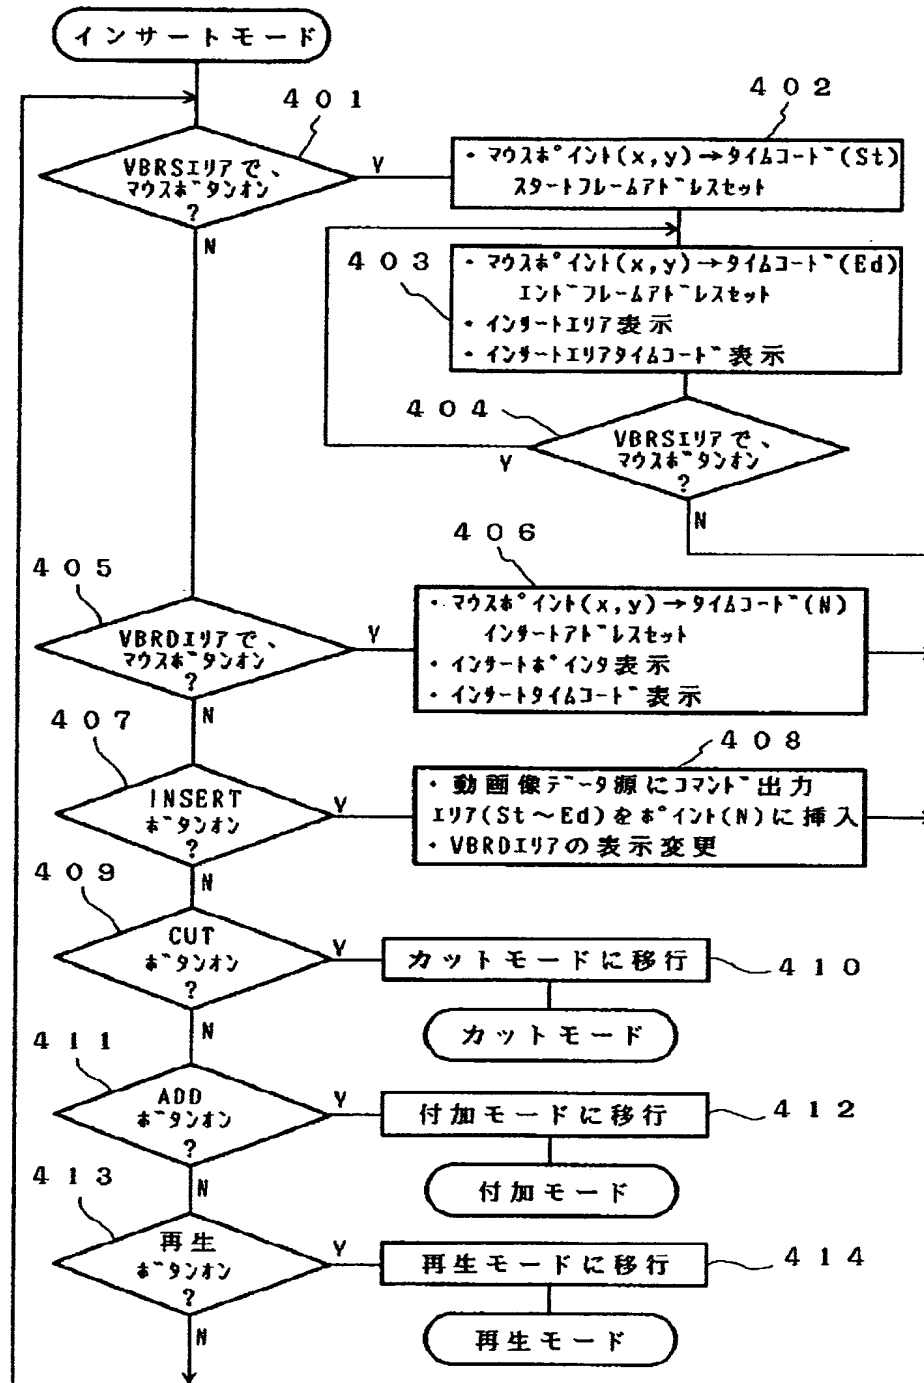 インサートモード
401
VBRSエリアで、
マウスボタンオン
?
Y
N
402
・マウスポイント(x,y)→タイムコード(St)
スタートフレームアドレスセット
403
・マウスポイント(x,y)→タイムコード(Ed)
エンドフレームアドレスセット
・インサートエリア表示
・インサートエリアタイムコード表示
404
VBRSエリアで、
マウスボタンオン
?
Y
N
405
VBRDエリアで、
マウスボタンオン
?
Y
N
406
・マウスポイント(x,y)→タイムコード(N)
インサートアドレスセット
・インサートポインタ表示
・インサートタイムコード表示
407
INSERT
ボタンオン
?
Y
N
408
・動画像データ源にコマンド出力
エリア(St~Ed)をポイント(N)に挿入
・VBRDエリアの表示変更
409
CUT
ボタンオン
?
Y
N
カットモードに移行
410
カットモード
411
ADD
ボタンオン
?
Y
N
付加モードに移行
412
付加モード
413
再生
ボタンオン
?
Y
N
再生モードに移行
414
再生モード